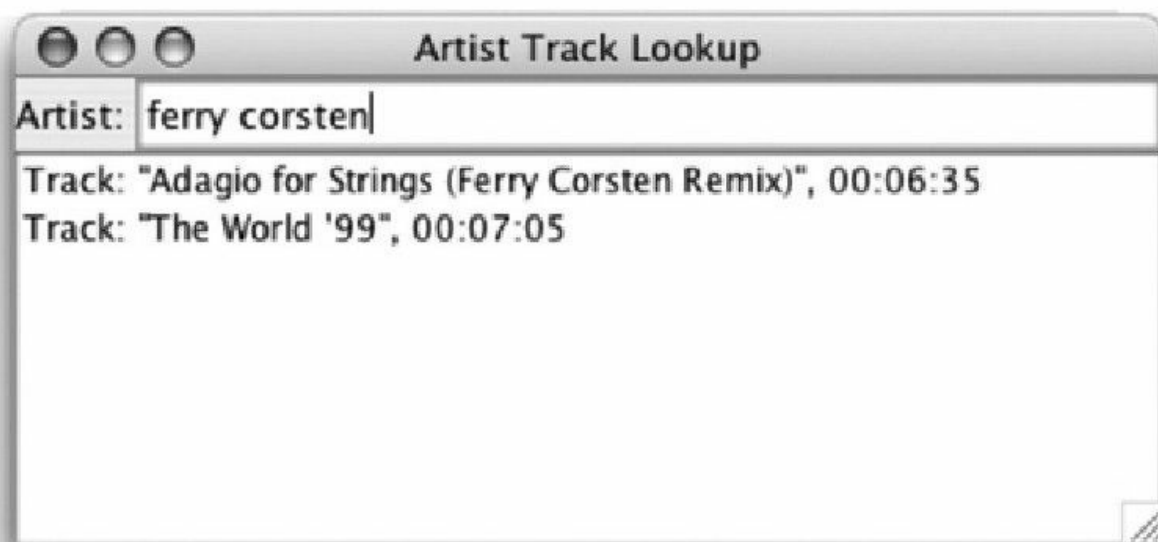 Artist Track Lookup
Artist: ferry corsten
Track: "Adagio for Strings (Ferry Corsten Remix)", 00:06:35
Track: "The World '99", 00:07:05